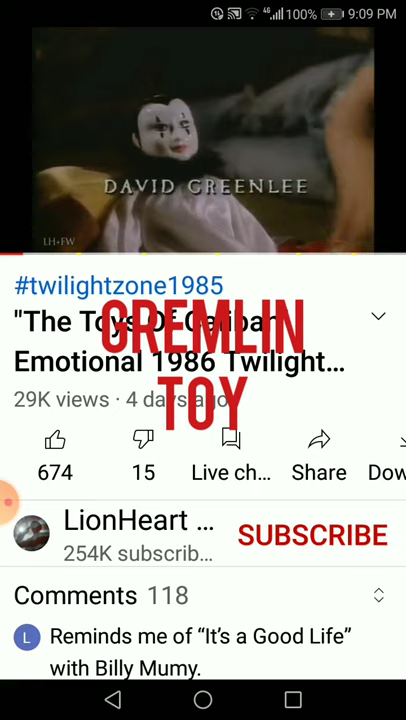 4G 100% 9:09 PM
DAVID GREENLEE
LH+FW
#twilightzone1985
"The Toys Of Caliban"
Emotional 1986 Twilight...
GREMLIN
TOY
29K views · 4 days ago
674 15 Live ch... Share Dow
LionHeart ...
254K subscrib...
SUBSCRIBE
Comments 118
L
Reminds me of “It's a Good Life”
with Billy Mumy.